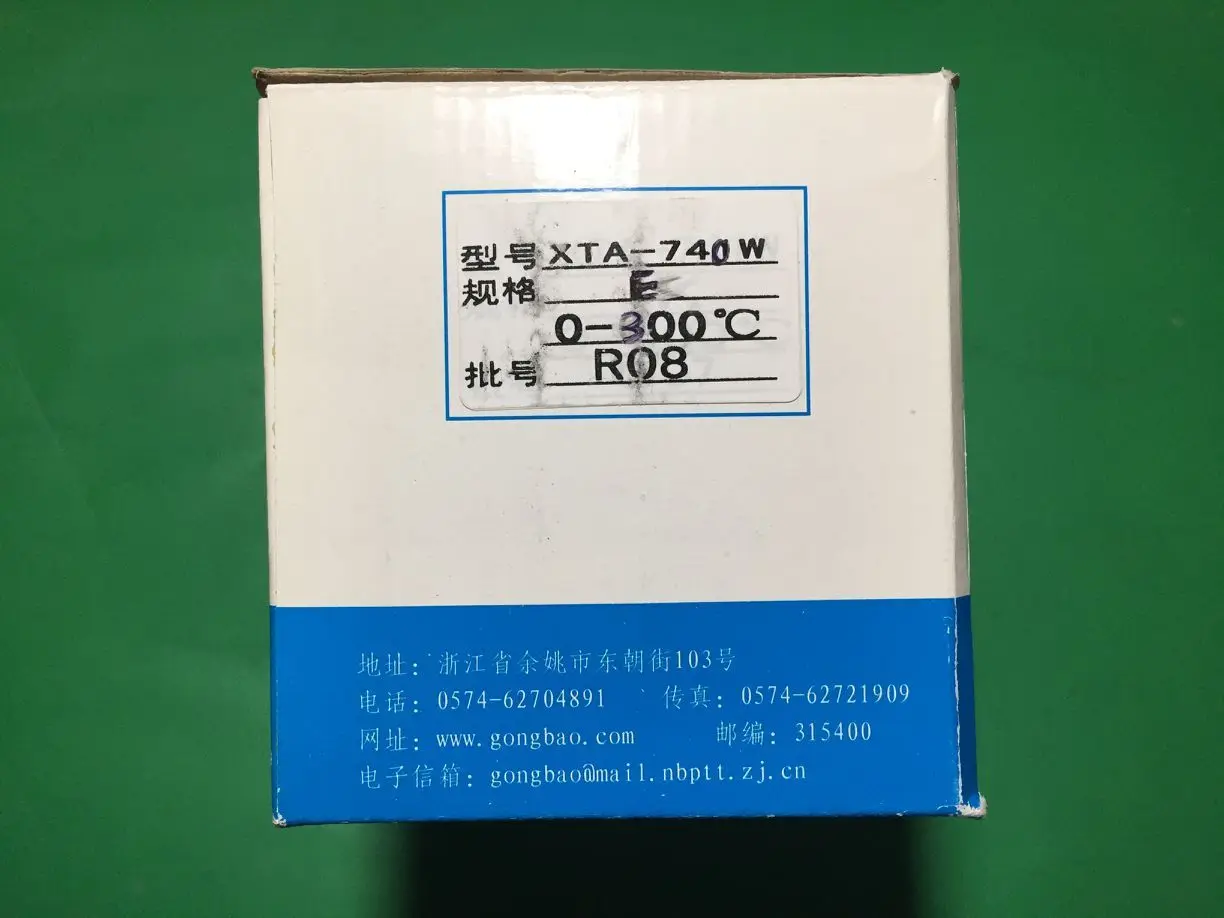 型号 XTA-740W
规格 E
0-300℃
批号 R08
地址: 浙江省余姚市东朝街103号
电话: 0574-62704891 传真: 0574-62721909
网址: www.gongbao.com 邮编: 315400
电子信箱: gongbao@mail.nbptt.zj.cn